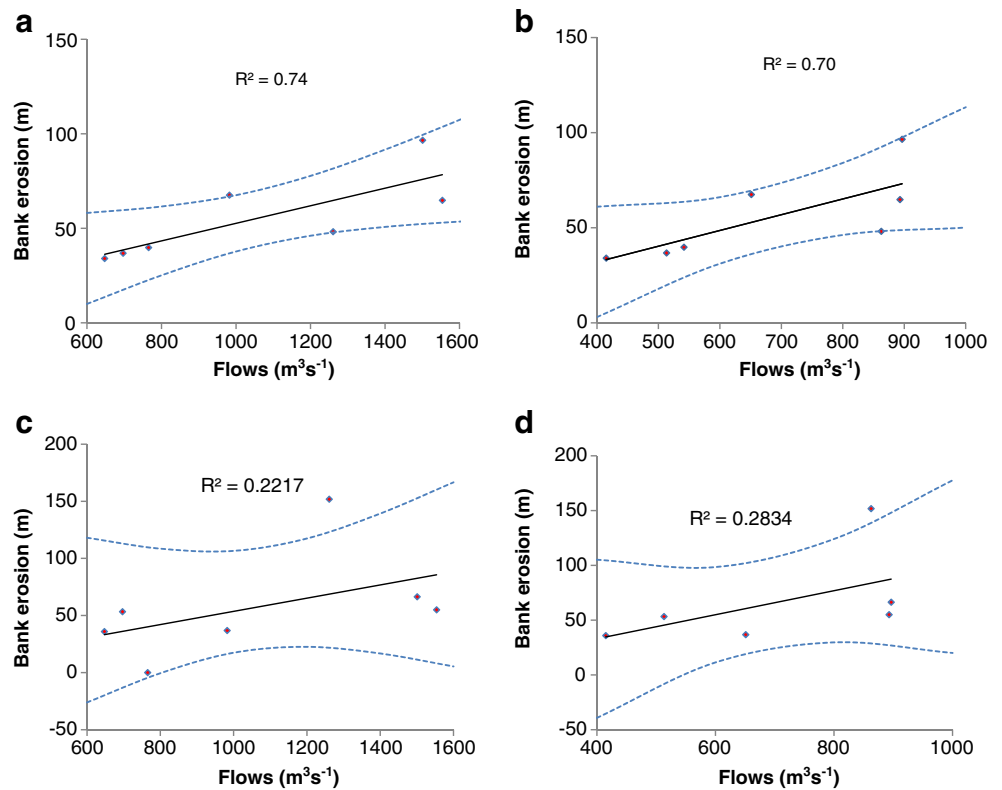 a
150
100
50
0
600 800 1000 1200 1400 1600
Bank erosion (m)
Flows (m³s⁻¹)
R² = 0.74
b
150
100
50
0
400 500 600 700 800 900 1000
Bank erosion (m)
Flows (m³s⁻¹)
R² = 0.70
c
200
150
100
50
0
-50
600 800 1000 1200 1400 1600
Bank erosion (m)
Flows (m³s⁻¹)
R² = 0.2217
d
200
150
100
50
0
-50
400 600 800 1000
Bank erosion (m)
Flows (m³s⁻¹)
R² = 0.2834